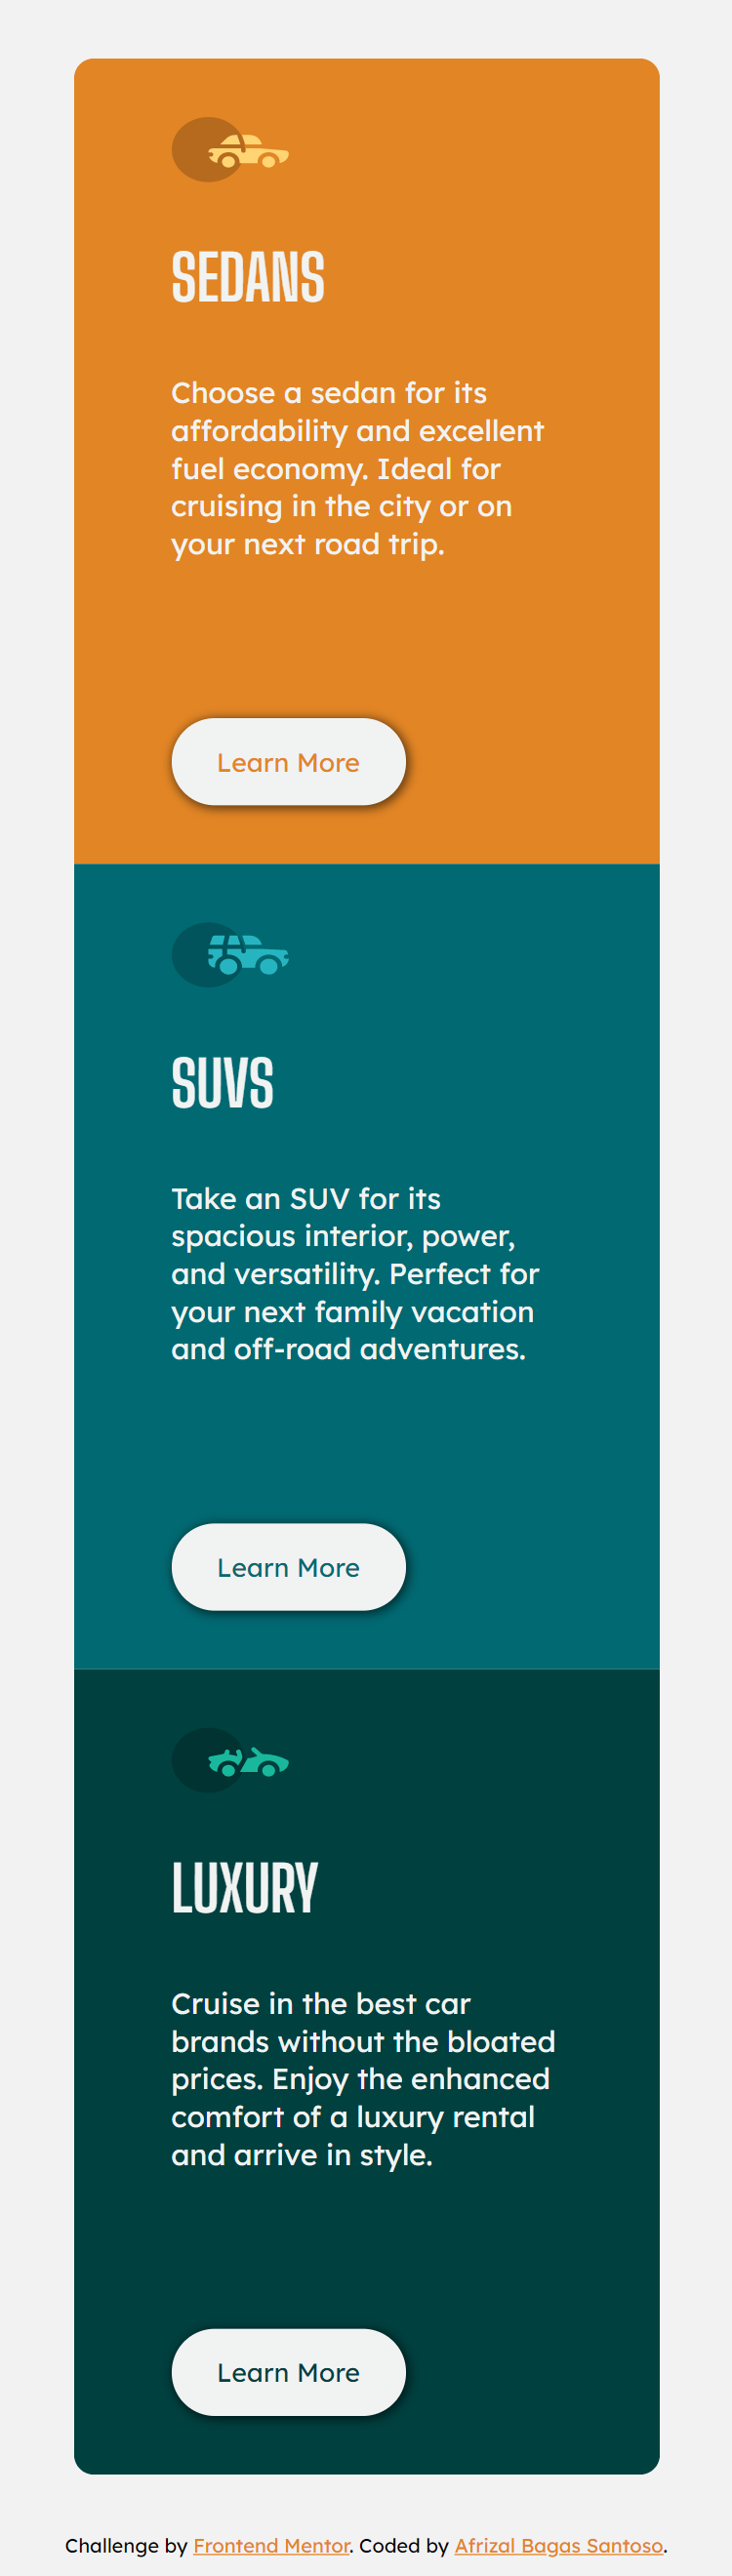 SEDANS
Choose a sedan for its
affordability and excellent
fuel economy. Ideal for
cruising in the city or on
your next road trip.
Learn More
SUVS
Take an SUV for its
spacious interior, power,
and versatility. Perfect for
your next family vacation
and off-road adventures.
Learn More
LUXURY
Cruise in the best car
brands without the bloated
prices. Enjoy the enhanced
comfort of a luxury rental
and arrive in style.
Learn More
Challenge by Frontend Mentor. Coded by Afrizal Bagas Santoso.